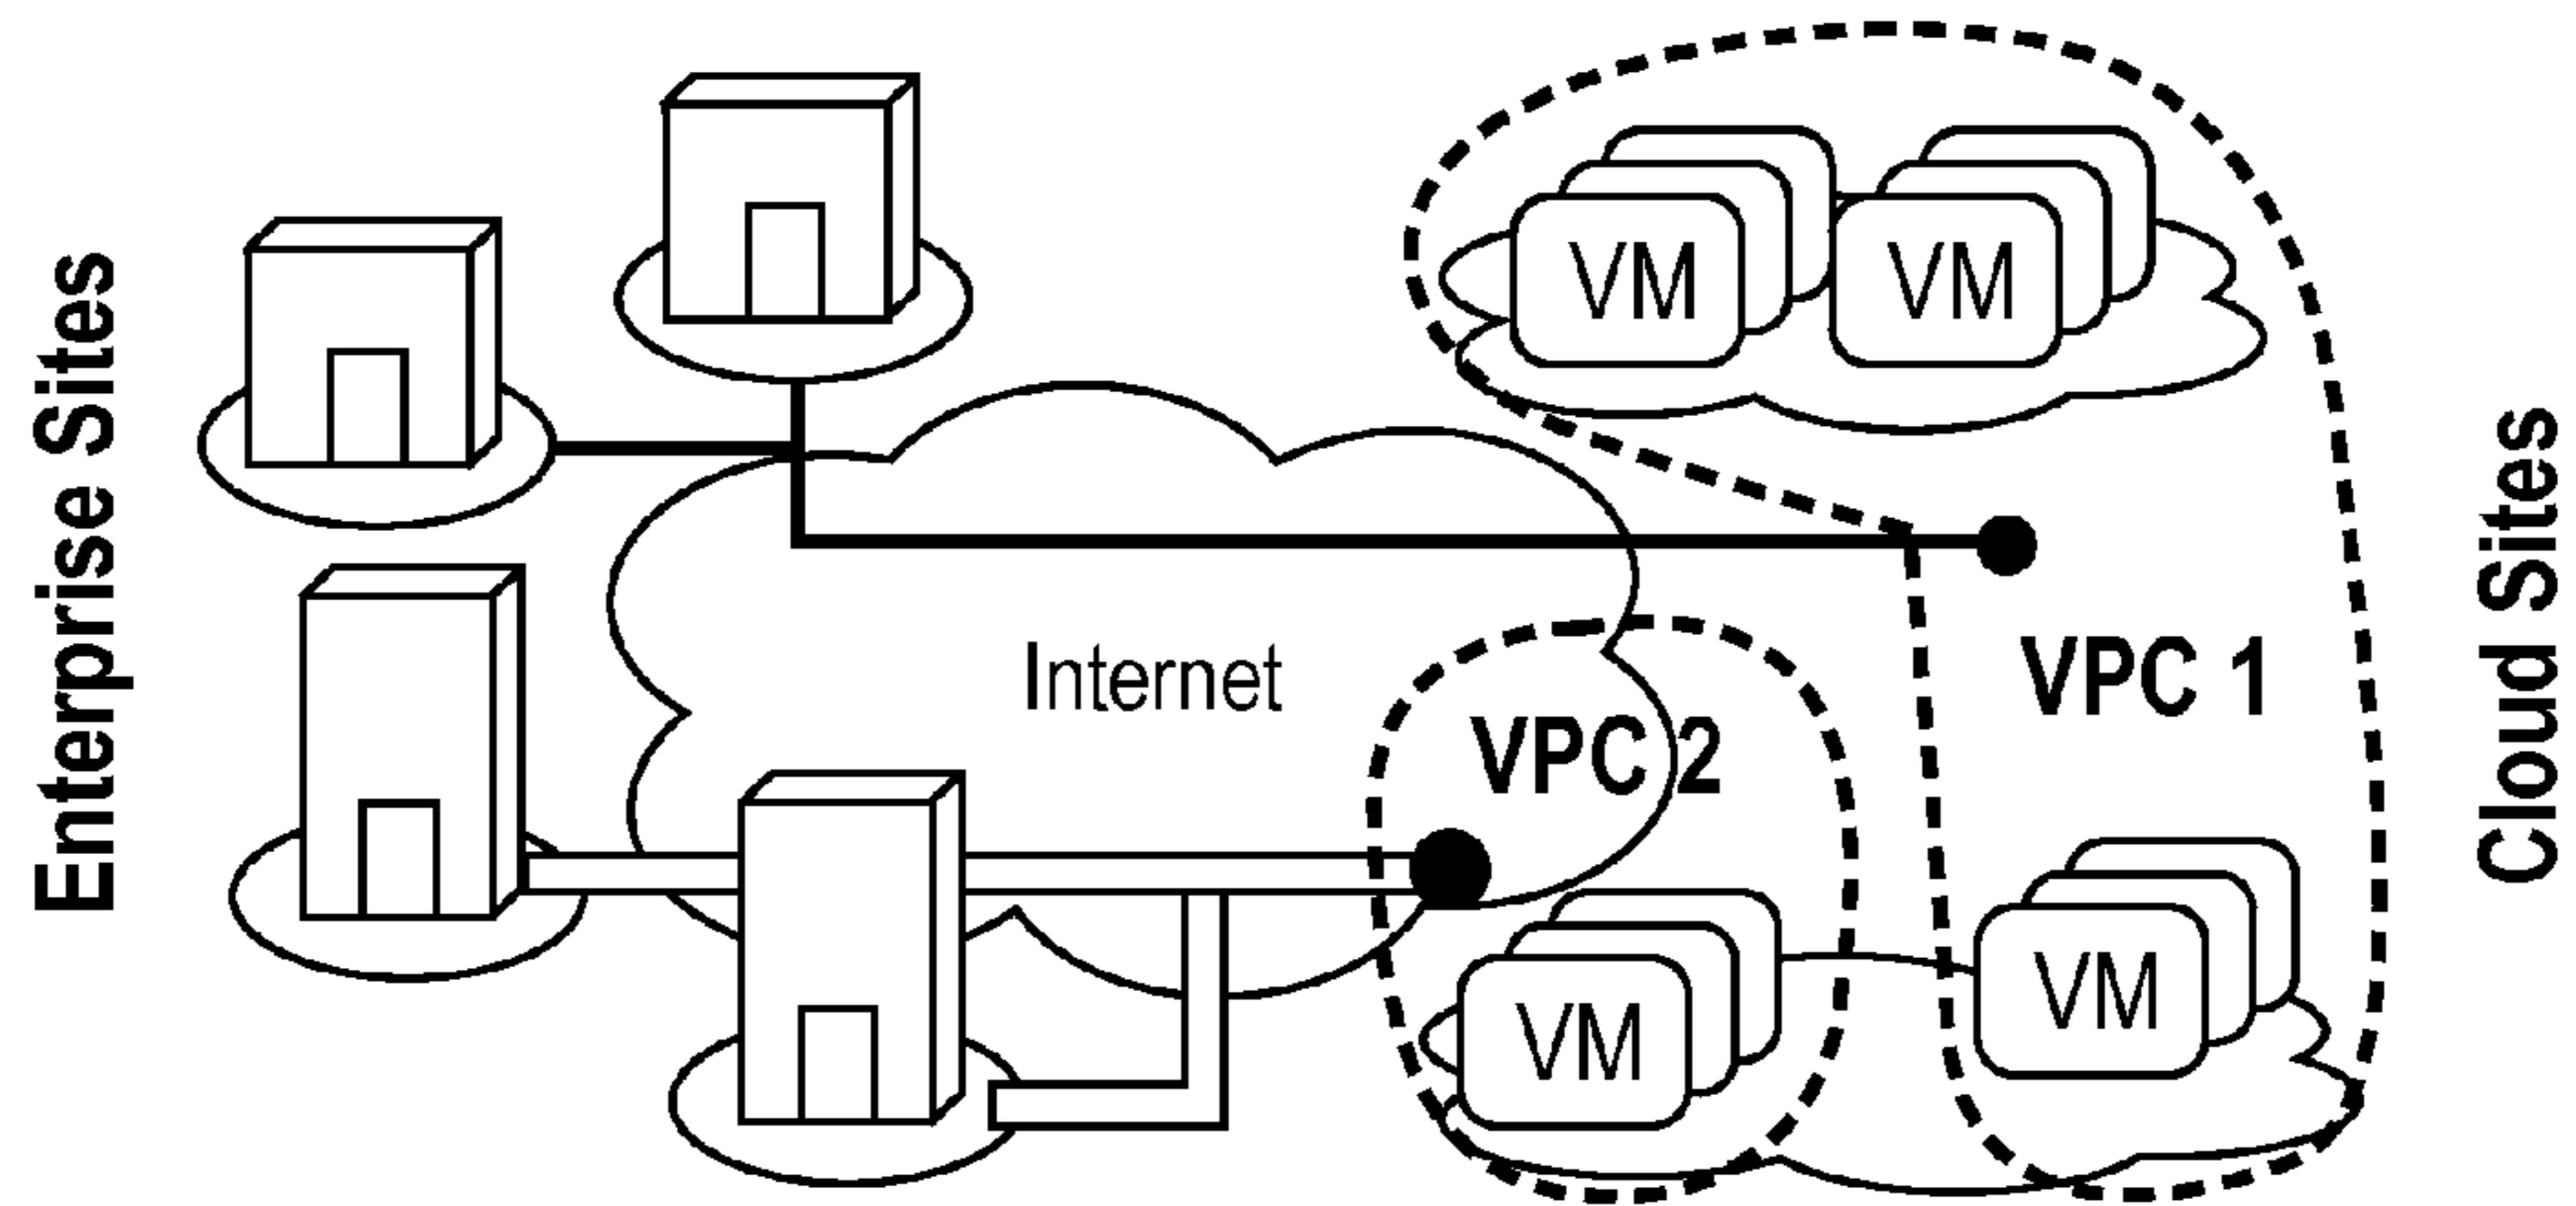 Enterprise Sites
VM VM
Internet
VPC 1
VPC 2
VM
VM
Cloud Sites